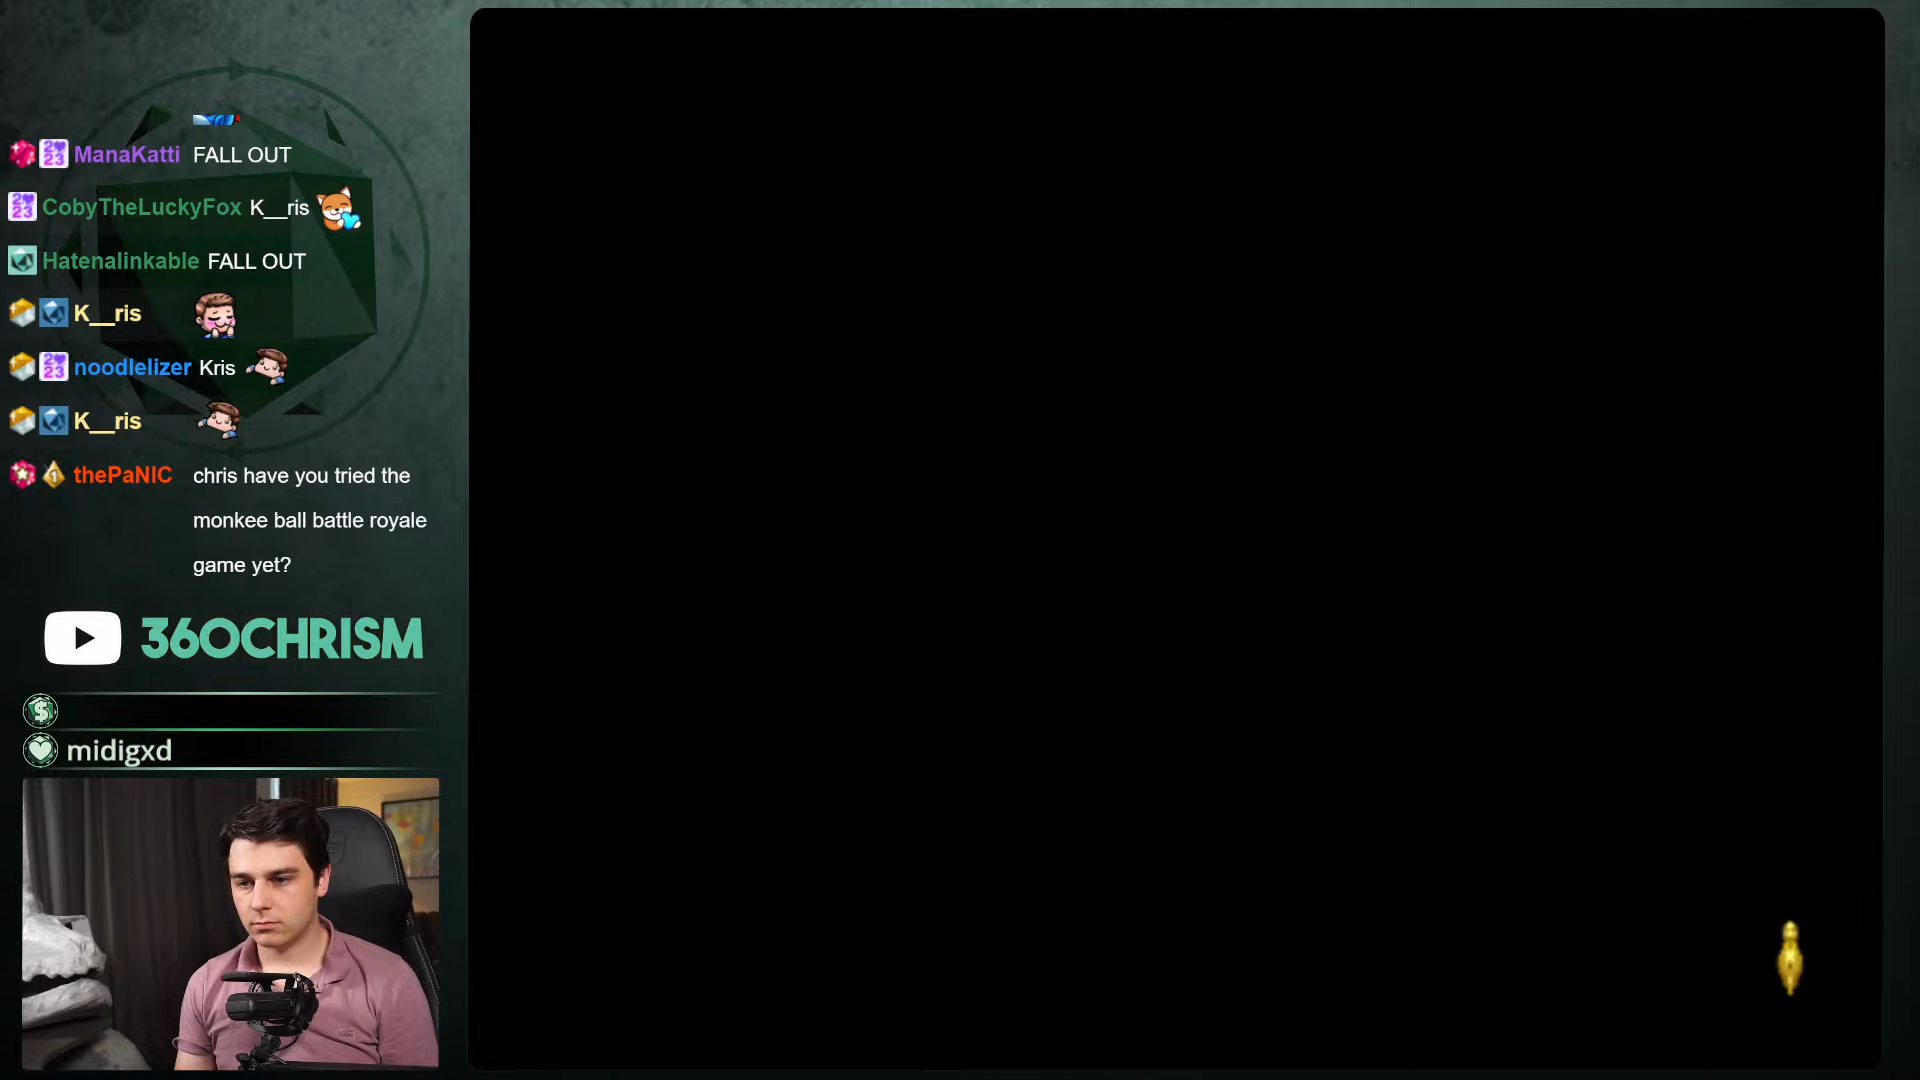 ManaKatti FALL OUT
CobyTheLuckyFox K__ris
Hatenalinkable FALL OUT
K__ris
noodlelizer Kris
K__ris
thePaNIC chris have you tried the
monkee ball battle royale
game yet?
360CHRISM
midigxd